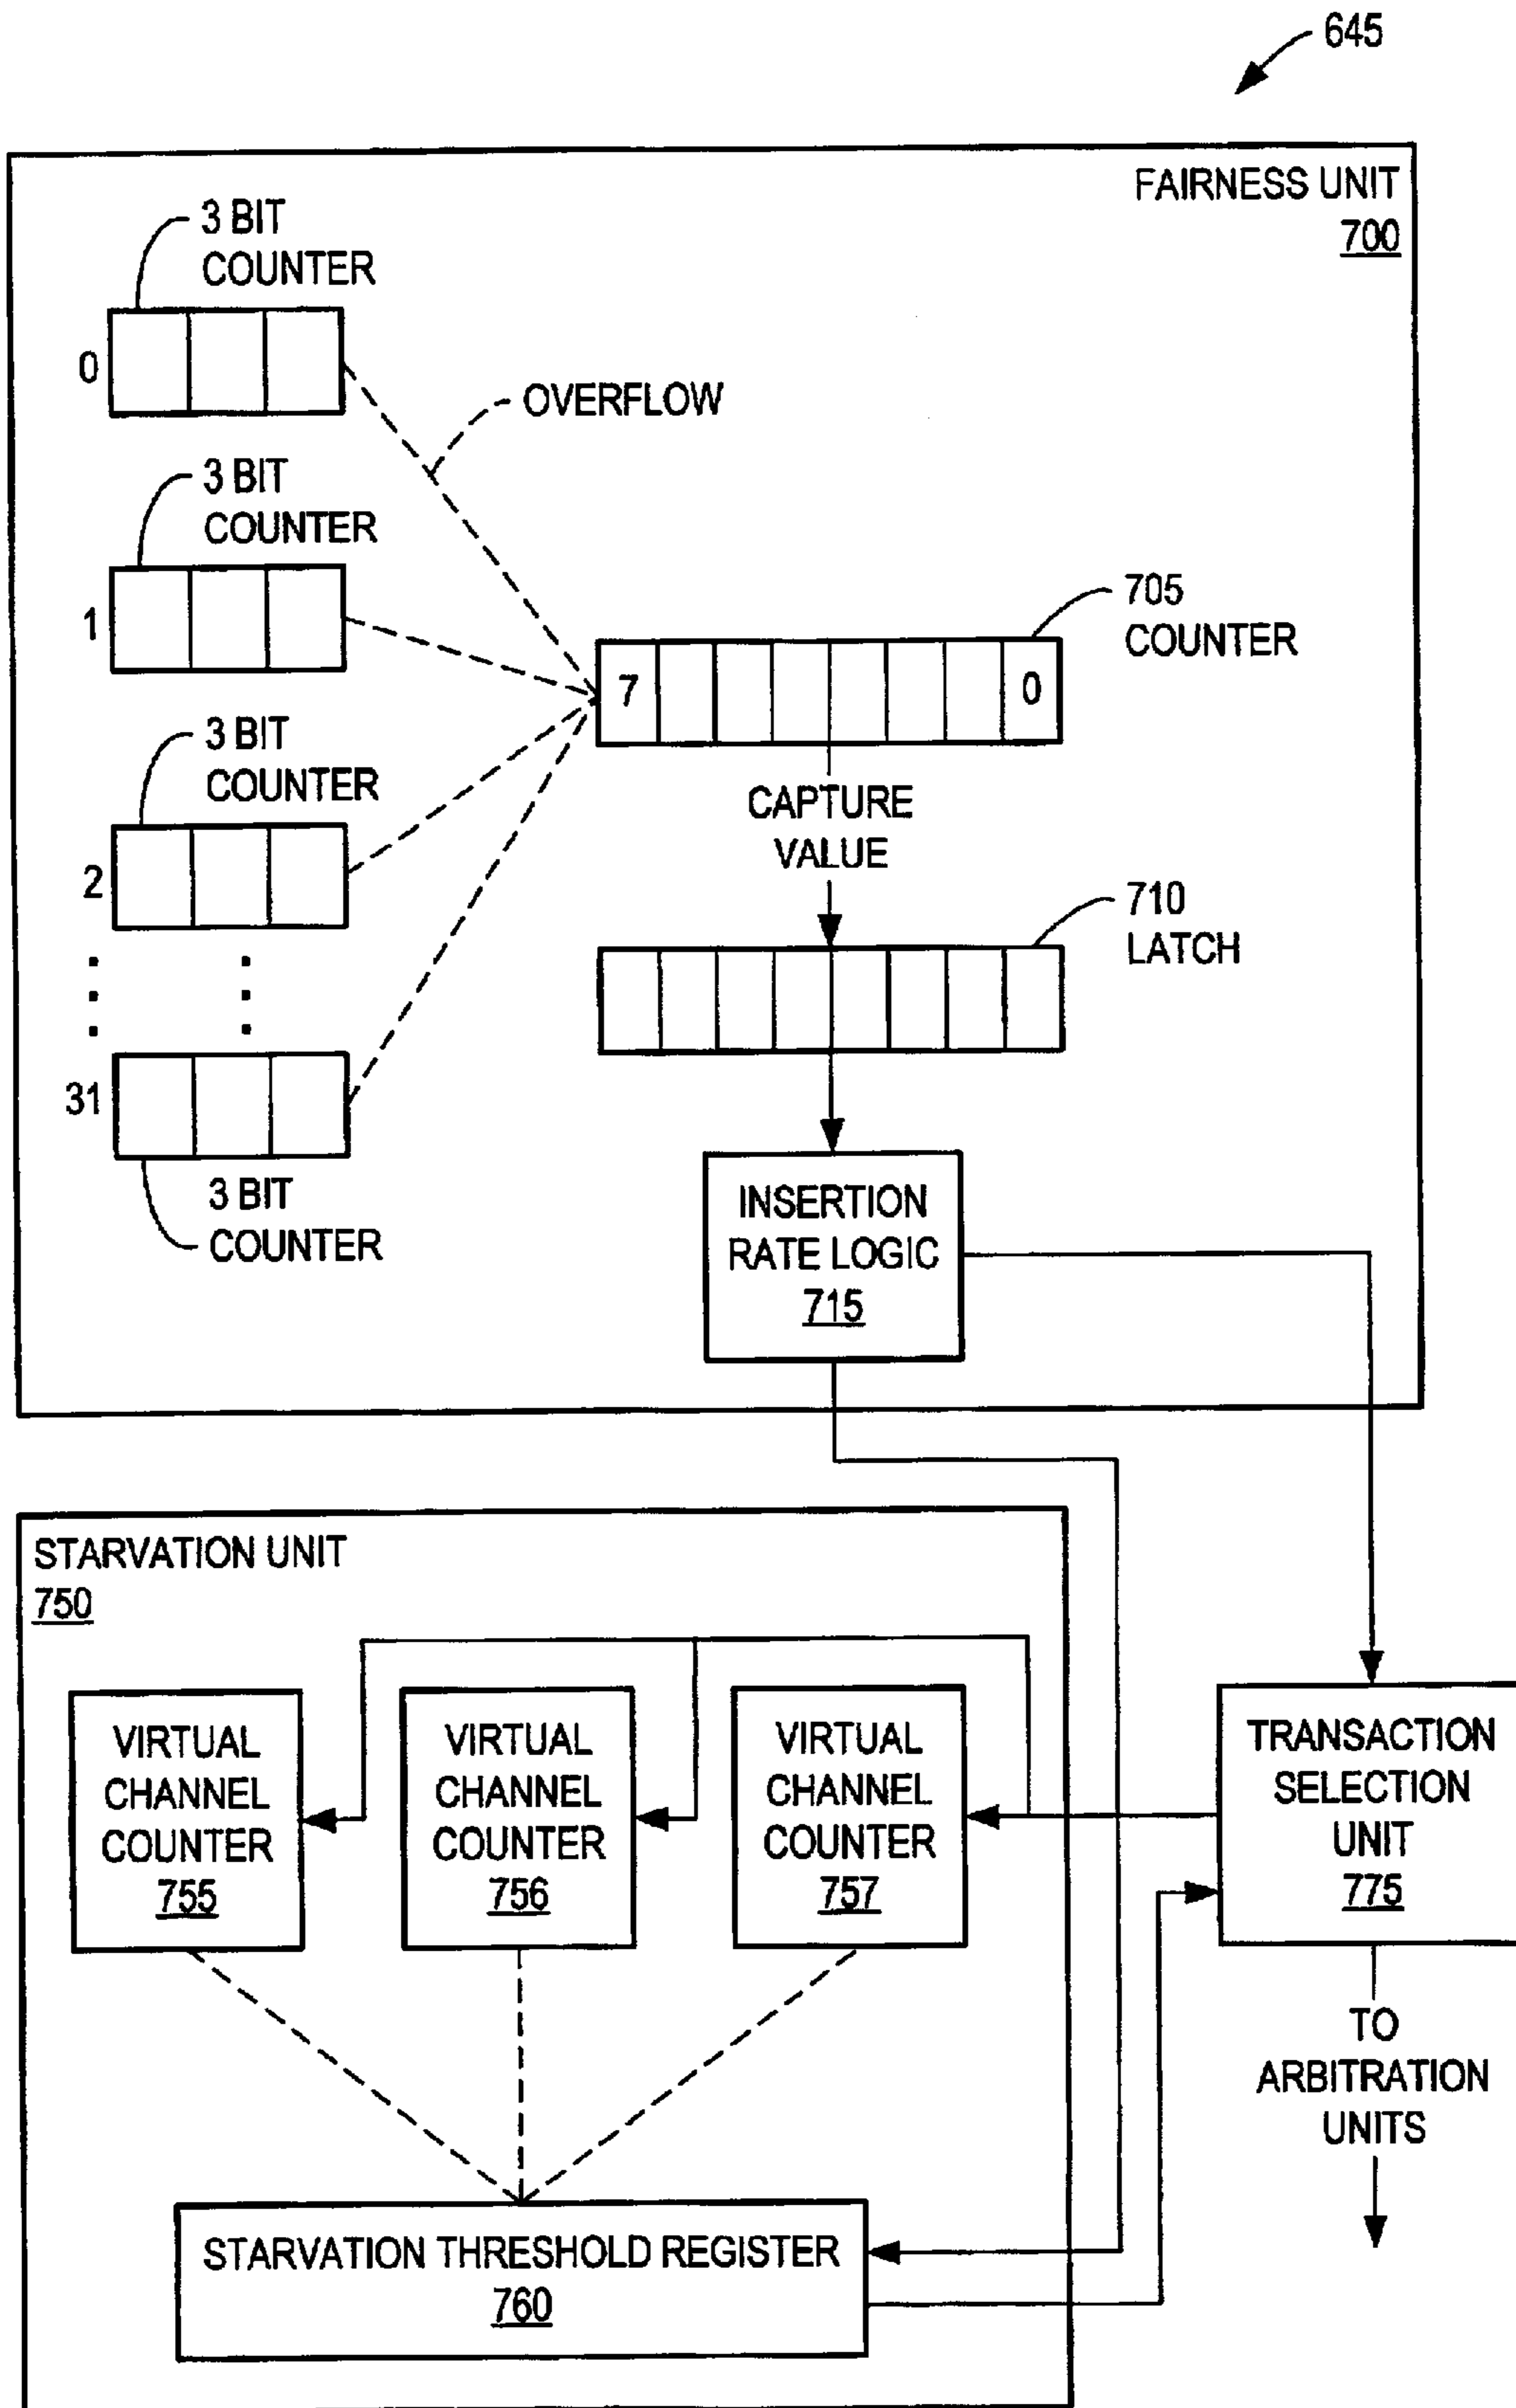 645
FAIRNESS UNIT
700
3 BIT
COUNTER
0
OVERFLOW
3 BIT
COUNTER
1
705
COUNTER
7
0
3 BIT
COUNTER
2
CAPTURE
VALUE
710
LATCH
31
3 BIT
COUNTER
INSERTION
RATE LOGIC
715
STARVATION UNIT
750
VIRTUAL
CHANNEL
COUNTER
755
VIRTUAL
CHANNEL
COUNTER
756
VIRTUAL
CHANNEL
COUNTER
757
TRANSACTION
SELECTION
UNIT
775
TO
ARBITRATION
UNITS
STARVATION THRESHOLD REGISTER
760